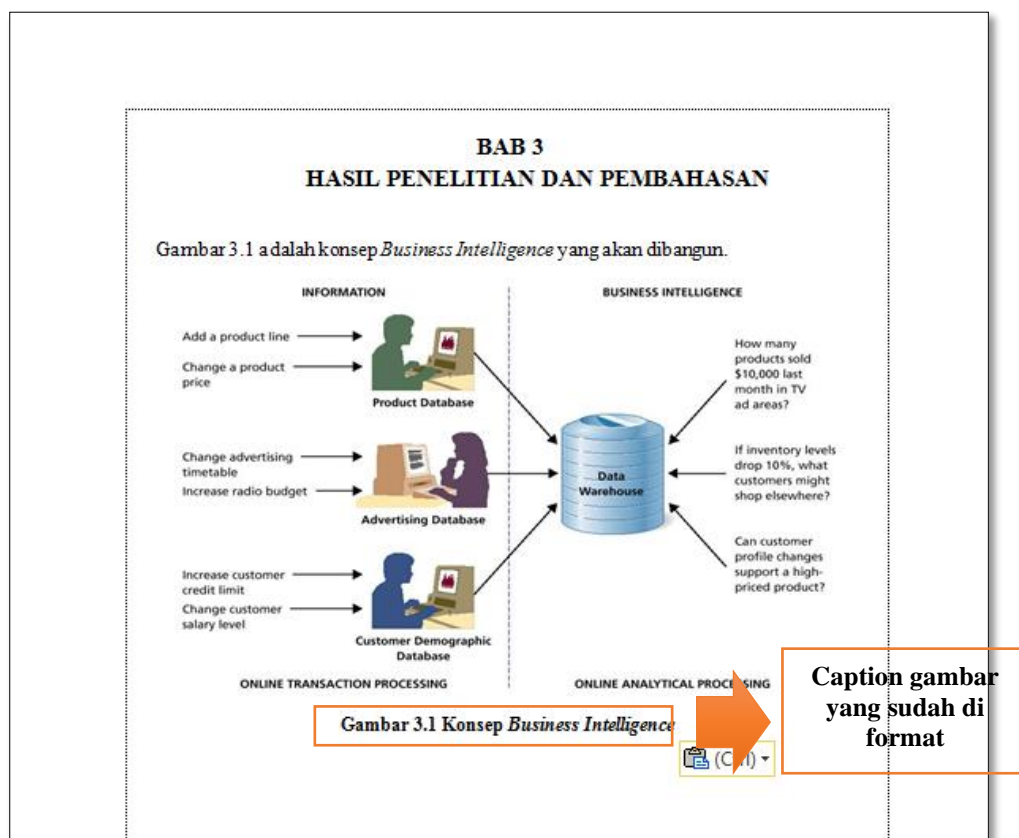 BAB 3
HASIL PENELITIAN DAN PEMBAHASAN
Gambar 3.1 adalah konsep Business Intelligence yang akan dibangun.
INFORMATION
BUSINESS INTELLIGENCE
Add a product line
Change a product
price
Product Database
Change advertising
timetable
Increase radio budget
Advertising Database
Increase customer
credit limit
Change customer
salary level
Customer Demographic
Database
Data
Warehouse
How many
products sold
$10,000 last
month in TV
ad areas?
If inventory levels
drop 10%, what
customers might
shop elsewhere?
Can customer
profile changes
support a high-
priced product?
ONLINE TRANSACTION PROCESSING
ONLINE ANALYTICAL PROCESSING
Gambar 3.1 Konsep Business Intelligence
Caption gambar
yang sudah di
format
(Ctrl)